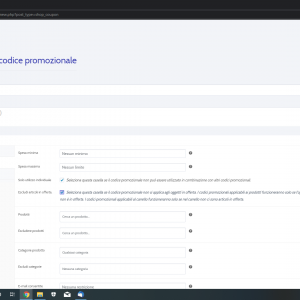 codice promozionale
Spesa minima
Nessun minimo
Spesa massima
Nessun limite
Solo utilizzo individuale
Seleziona questa casella se il codice promozionale non può essere utilizzato in combinazione con altri codici promozionali.
Escludi articoli in offerta
Seleziona questa casella se il codice promozionale non si applica agli oggetti in offerta. I codici promozionali applicabili ai prodotti funzioneranno solo se
non è in offerta. I codici promozionali applicabili al carrello funzioneranno solo se nel carrello non ci sono articoli in offerta.
Prodotti
Cerca un prodotto…
Escludere prodotti
Cerca un prodotto…
Categorie prodotto
Qualsiasi categoria
Escludi categorie
Nessuna categoria
E-mail consentite
Nessuna restrizione